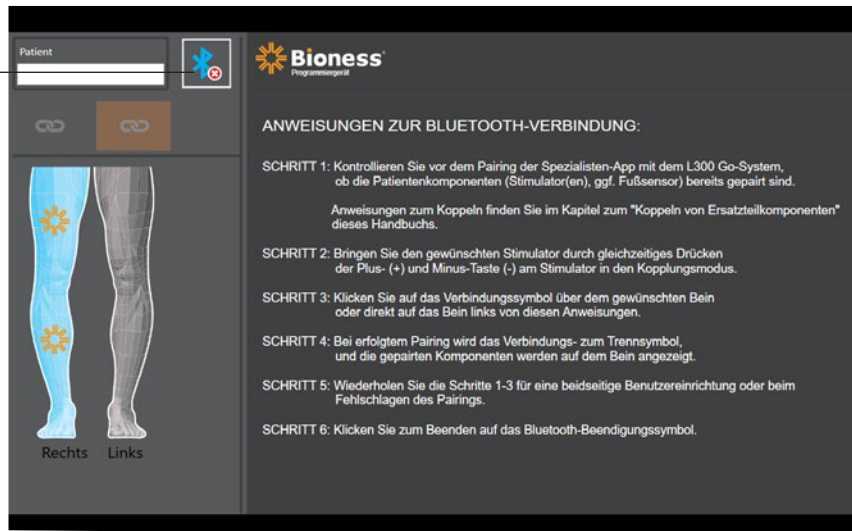 Patient
Bioness
Programmiergerät
ANWEISUNGEN ZUR BLUETOOTH-VERBINDUNG:
SCHRITT 1: Kontrollieren Sie vor dem Pairing der Spezialisten-App mit dem L300 Go-System,
ob die Patientenkomponenten (Stimulator(en), ggf. Fußsensor) bereits gepairt sind.
Anweisungen zum Koppeln finden Sie im Kapitel zum "Koppeln von Ersatzteilkomponenten"
dieses Handbuchs.
SCHRITT 2: Bringen Sie den gewünschten Stimulator durch gleichzeitiges Drücken
der Plus- (+) und Minus-Taste (-) am Stimulator in den Kopplungsmodus.
SCHRITT 3: Klicken Sie auf das Verbindungssymbol über dem gewünschten Bein
oder direkt auf das Bein links von diesen Anweisungen.
SCHRITT 4: Bei erfolgtem Pairing wird das Verbindungs- zum Trennsymbol,
und die gepairten Komponenten werden auf dem Bein angezeigt.
SCHRITT 5: Wiederholen Sie die Schritte 1-3 für eine beidseitige Benutzereinrichtung oder beim
Fehlschlagen des Pairings.
SCHRITT 6: Klicken Sie zum Beenden auf das Bluetooth-Beendigungssymbol.
Rechts Links